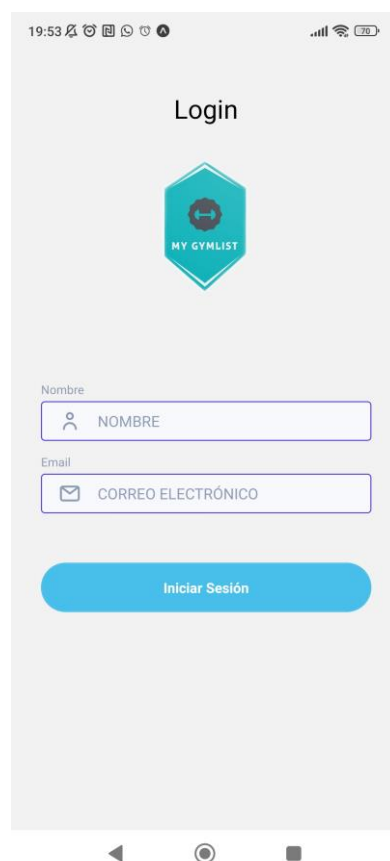 19:53
70
Login
MY GYMLIST
Nombre
NOMBRE
Email
CORREO ELECTRÓNICO
Iniciar Sesión